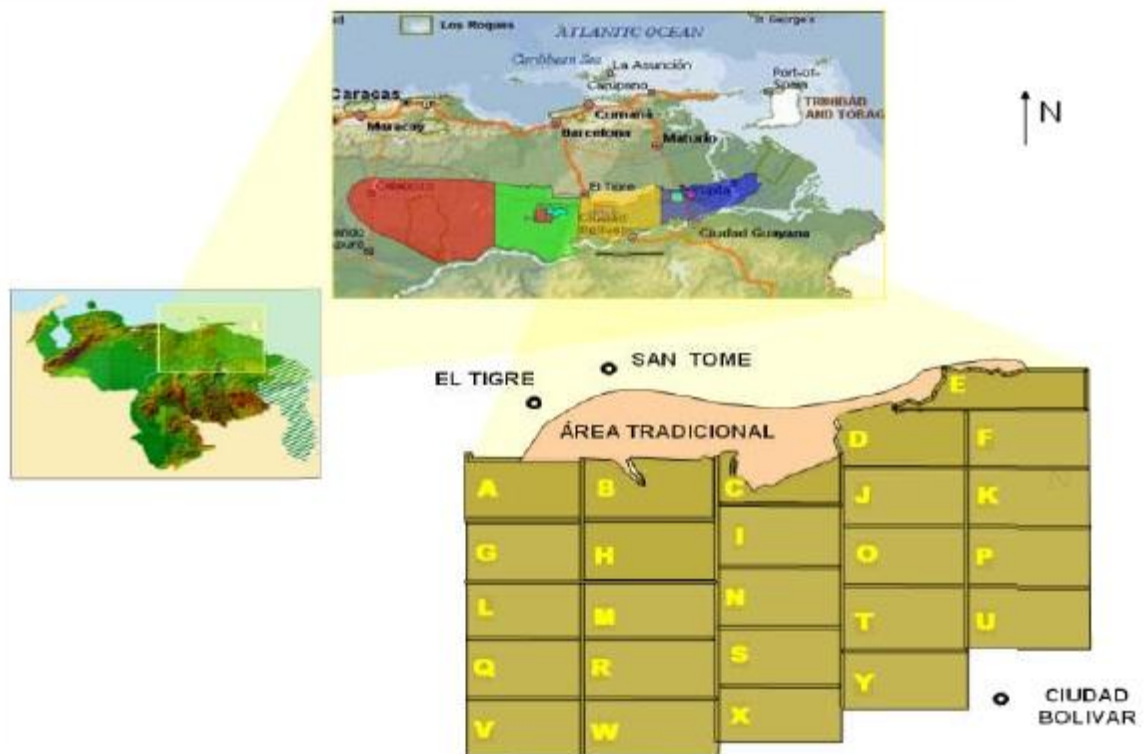 Los Roques
St George's
ATLANTIC OCEAN
Caribbean Sea
La Asunción
Carúpano
Port-of-
Spain
Caracas
Cumaná
TRINIDAD
AND TOBAG
Maracay
Barcelona
Maturín
N
El Tigre
Ciudad
Bolívar
Ciudad Guayana
SAN TOME
EL TIGRE
E
ÁREA TRADICIONAL
D
F
A
B
C
J
K
G
H
I
O
P
L
M
N
T
U
Q
R
S
Y
V
W
X
CIUDAD
BOLIVAR